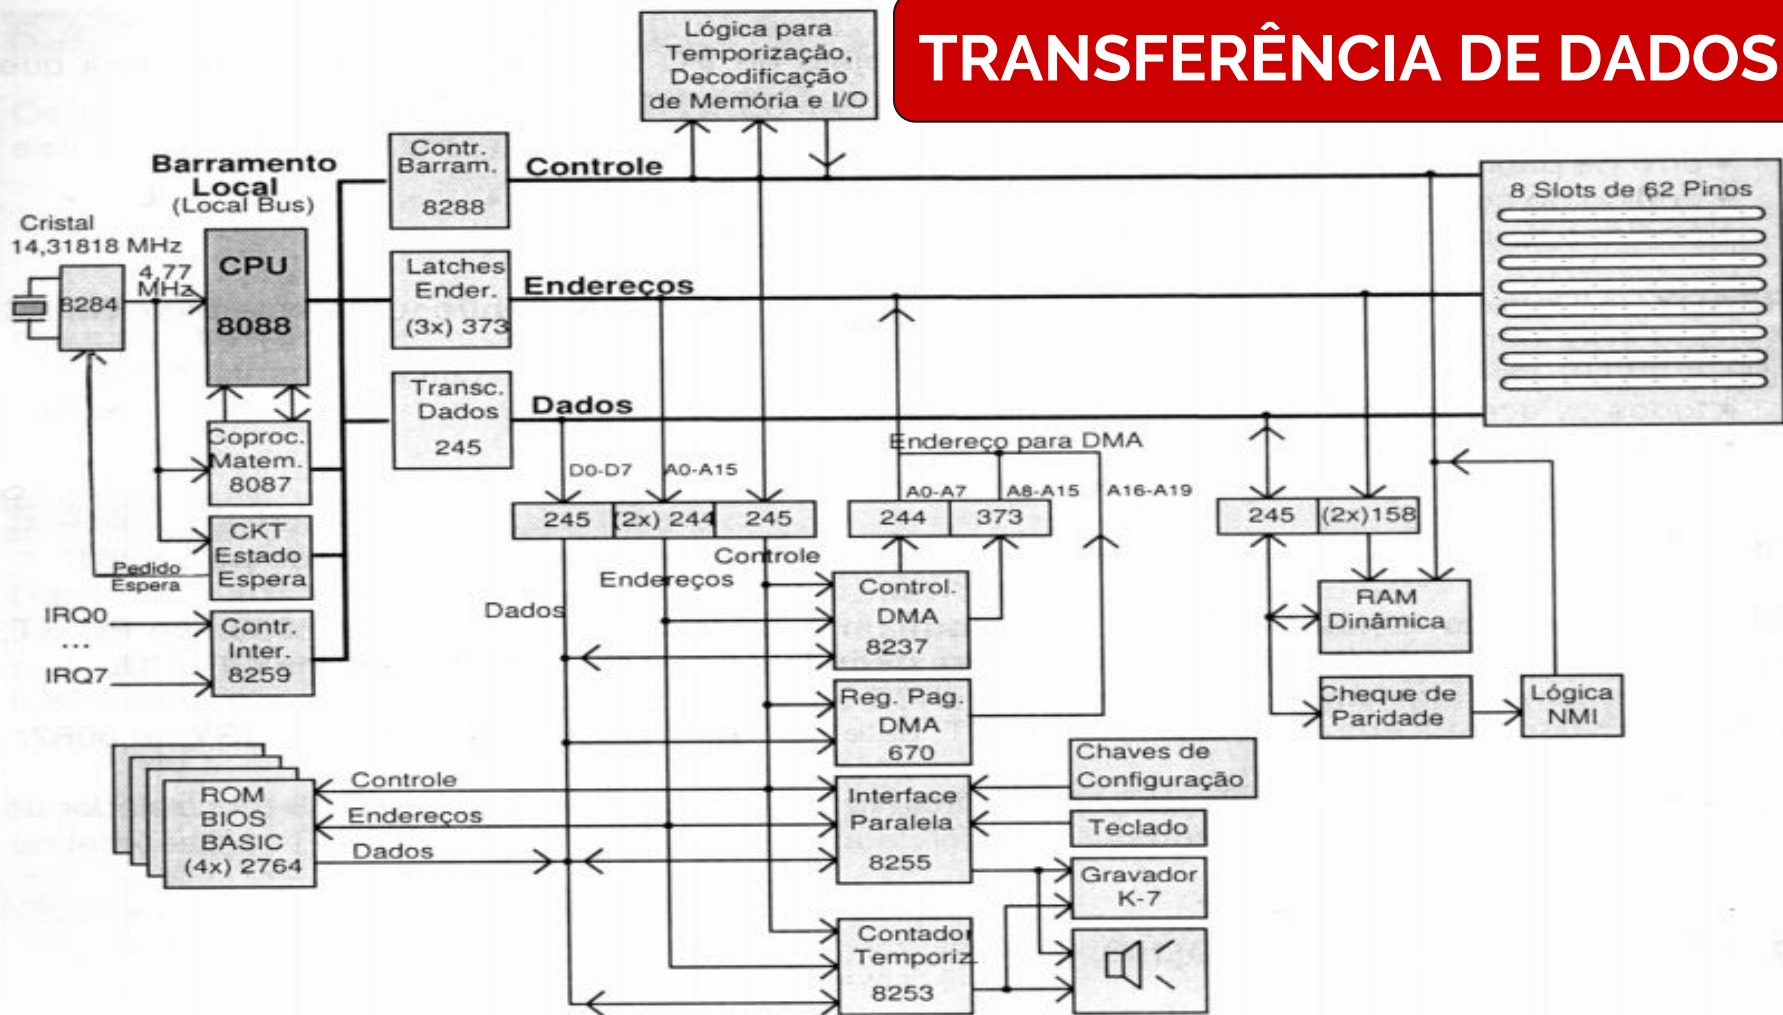 TRANSFERÊNCIA DE DADOS
Lógica para
Temporização,
Decodificação
de Memória e I/O
Barramento
Local
(Local Bus)
Contr.
Barram.
8288
Controle
8 Slots de 62 Pinos
Cristal
14,31818 MHz
8284
4,77
MHz
CPU
8088
Latches
Ender.
(3x) 373
Endereços
Transc.
Dados
245
Dados
Coproc.
Matem.
8087
CKT
Estado
Espera
Pedido
Espera
IRQ0
...
IRQ7
Contr.
Inter.
8259
D0-D7
A0-A15
245
(2x) 244
245
Controle
Endereços
Dados
Endereço para DMA
A0-A7
A8-A15
A16-A19
244
373
Control.
DMA
8237
Reg. Pag.
DMA
670
245
(2x)158
RAM
Dinâmica
Cheque de
Paridade
Lógica
NMI
ROM
BIOS
BASIC
(4x) 2764
Controle
Endereços
Dados
Interface
Paralela
8255
Chaves de
Configuração
Teclado
Gravador
K-7
Contador
Temporiz.
8253